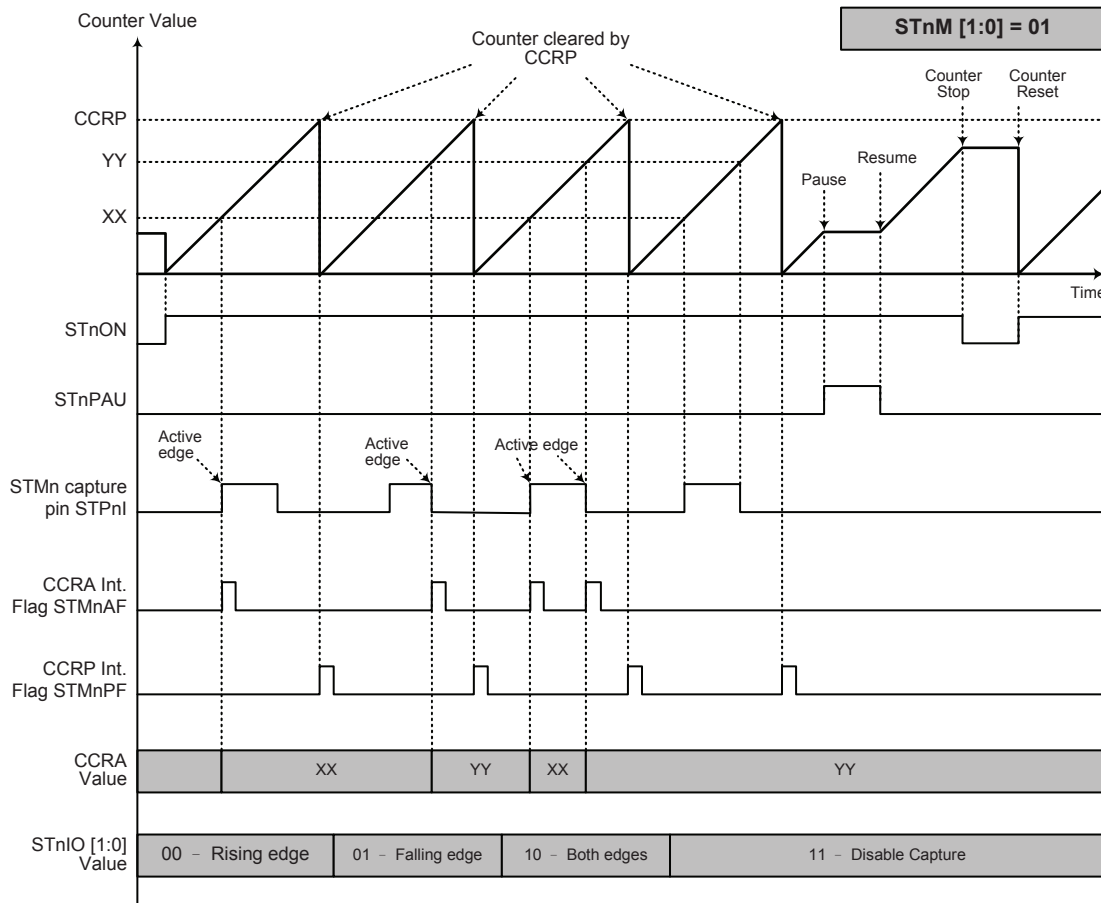 Counter Value
STnM [1:0] = 01
Counter cleared by
CCRP
Counter
Stop
Counter
Reset
CCRP
YY
Resume
Pause
XX
Time
STnON
STnPAU
Active
edge
Active
edge
Active edge
STMn capture
pin STPnI
CCRA Int.
Flag STMnAF
CCRP Int.
Flag STMnPF
CCRA
Value
XX
YY
XX
YY
STnIO [1:0]
Value
00 – Rising edge
01 – Falling edge
10 – Both edges
11 – Disable Capture